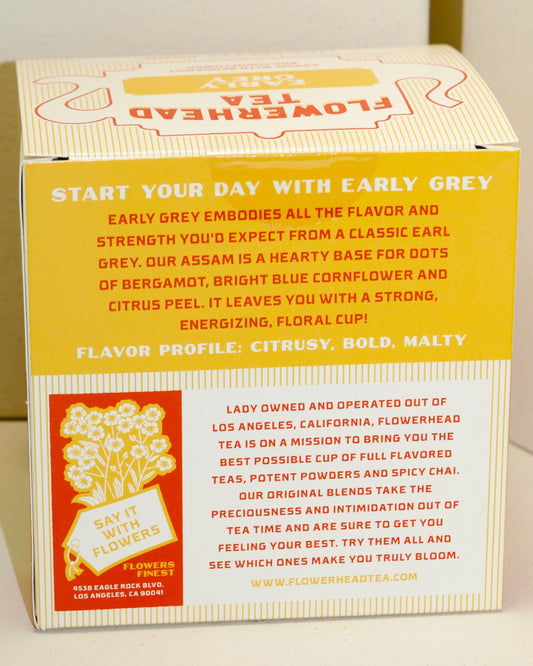 FLOWERHEAD
TEA
EARLY
GREY
START YOUR DAY WITH EARLY GREY
EARLY GREY EMBODIES ALL THE FLAVOR AND
STRENGTH YOU'D EXPECT FROM A CLASSIC EARL
GREY. OUR ASSAM IS A HEARTY BASE FOR DOTS
OF BERGAMOT, BRIGHT BLUE CORNFLOWER AND
CITRUS PEEL. IT LEAVES YOU WITH A STRONG,
ENERGIZING, FLORAL CUP!
FLAVOR PROFILE: CITRUSY, BOLD, MALTY
SAY IT
WITH
FLOWERS
FLOWERS
FINEST
4538 EAGLE ROCK BLVD.
LOS ANGELES, CA 90041
LADY OWNED AND OPERATED OUT OF
LOS ANGELES, CALIFORNIA, FLOWERHEAD
TEA IS ON A MISSION TO BRING YOU THE
BEST POSSIBLE CUP OF FULL FLAVORED
TEAS, POTENT POWDERS AND SPICY CHAI.
OUR ORIGINAL BLENDS TAKE THE
PRECIOUSNESS AND INTIMIDATION OUT OF
TEA TIME AND ARE SURE TO GET YOU
FEELING YOUR BEST. TRY THEM ALL AND
SEE WHICH ONES MAKE YOU TRULY BLOOM.
WWW.FLOWERHEADTEA.COM